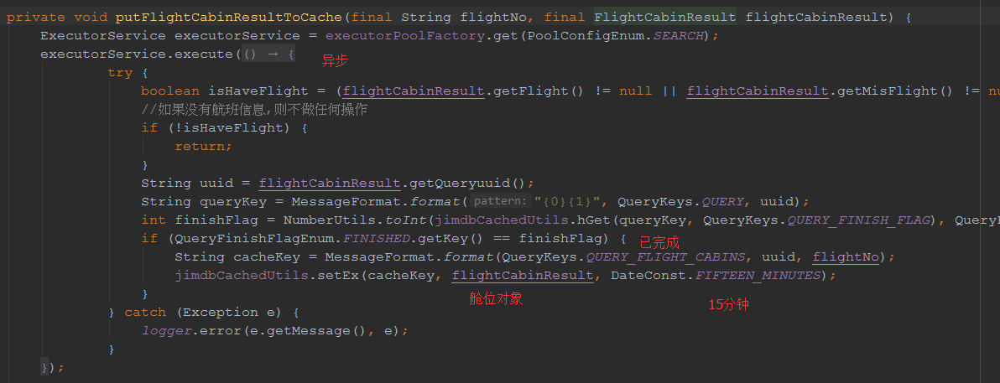 private void putFlightCabinResultToCache(final String flightNo, final FlightCabinResult flightCabinResult) {
ExecutorService executorService = executorPoolFactory.get(PoolConfigEnum.SEARCH);
executorService.execute(() → {
异步
try {
boolean isHaveFlight = (flightCabinResult.getFlight() != null || flightCabinResult.getMisFlight() != nu
//如果没有航班信息,则不做任何操作
if (!isHaveFlight) {
return;
}
String uuid = flightCabinResult.getQueryuuid();
String queryKey = MessageFormat.format( pattern: "{0}{1}", QueryKeys.QUERY, uuid);
int finishFlag = NumberUtils.toInt(jimdbCachedUtils.hGet(queryKey, QueryKeys.QUERY_FINISH_FLAG), QueryF
if (QueryFinishFlagEnum.FINISHED.getKey() == finishFlag) {
已完成
String cacheKey = MessageFormat.format(QueryKeys.QUERY_FLIGHT_CABINS, uuid, flightNo);
jimdbCachedUtils.setEx(cacheKey, flightCabinResult, DateConst.FIFTEEN_MINUTES);
舱位对象
15分钟
}
} catch (Exception e) {
logger.error(e.getMessage(), e);
}
});